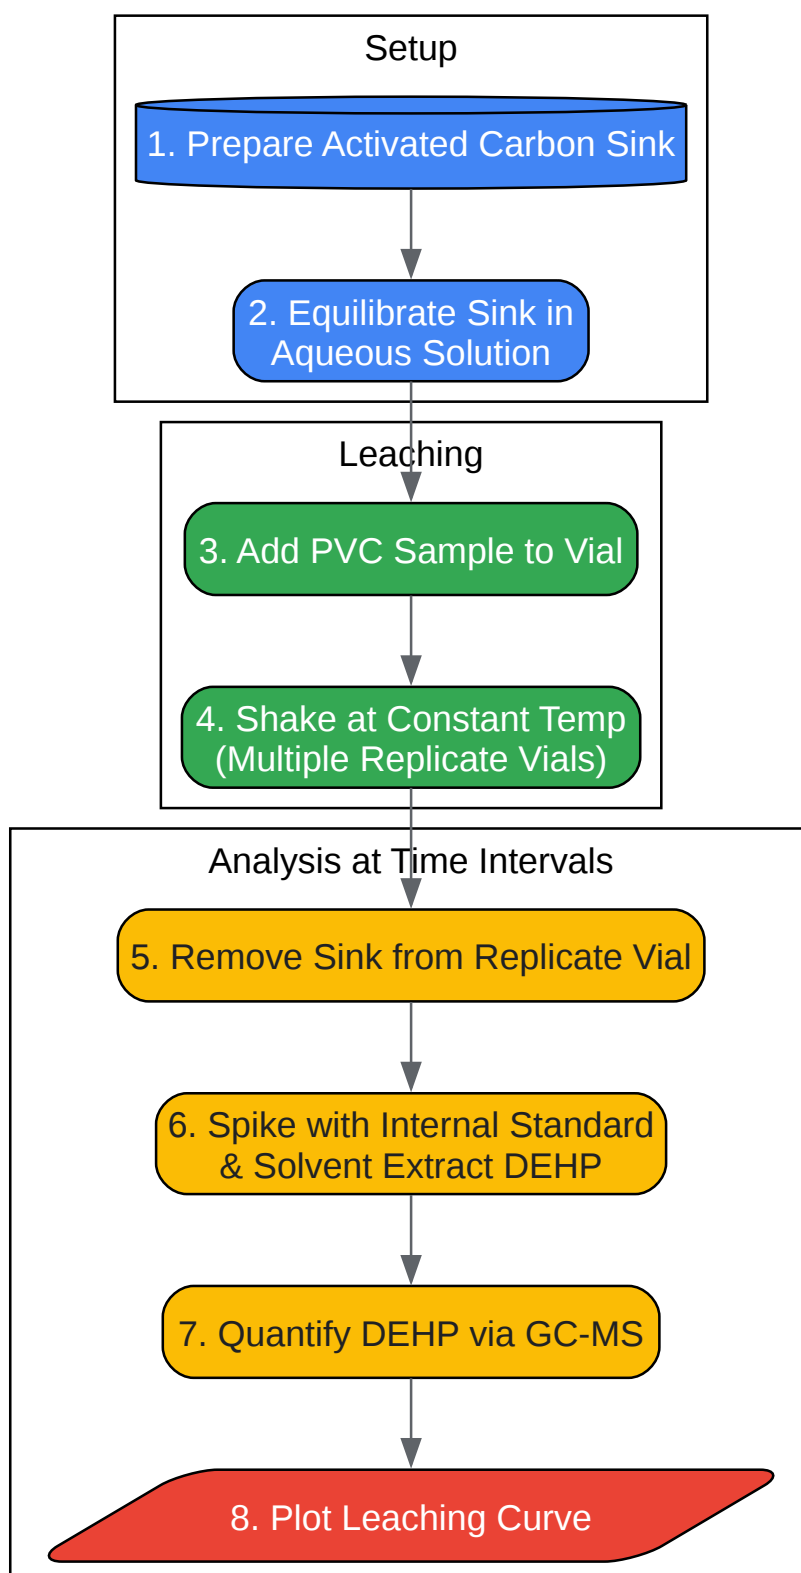 Setup
1. Prepare Activated Carbon Sink
2. Equilibrate Sink in
Aqueous Solution
Leaching
3. Add PVC Sample to Vial
4. Shake at Constant Temp
(Multiple Replicate Vials)
Analysis at Time Intervals
5. Remove Sink from Replicate Vial
6. Spike with Internal Standard
& Solvent Extract DEHP
7. Quantify DEHP via GC-MS
8. Plot Leaching Curve